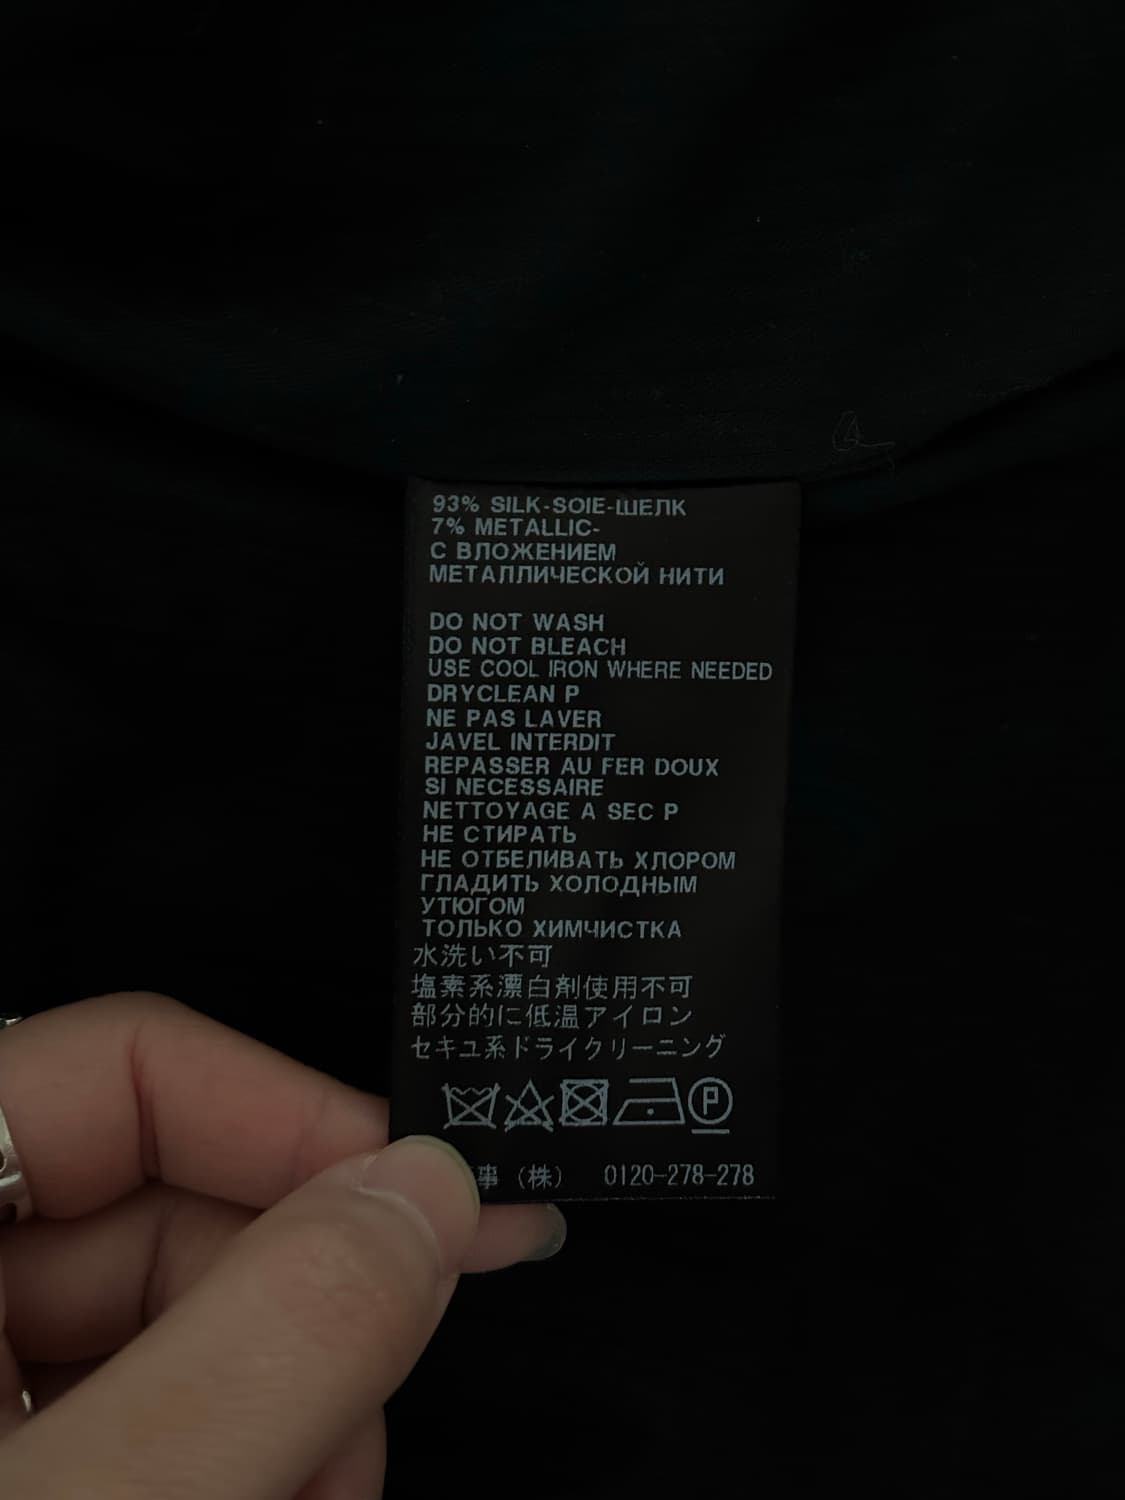 93% SILK-SOIE-ШЕЛК
7% METALLIC-
С ВЛОЖЕНИЕМ
МЕТАЛЛИЧЕСКОЙ НИТИ
DO NOT WASH
DO NOT BLEACH
USE COOL IRON WHERE NEEDED
DRYCLEAN P
NE PAS LAVER
JAVEL INTERDIT
REPASSER AU FER DOUX
SI NECESSAIRE
NETTOYAGE A SEC P
НЕ СТИРАТЬ
НЕ ОТБЕЛИВАТЬ ХЛОРОМ
ГЛАДИТЬ ХОЛОДНЫМ
УТЮГОМ
ТОЛЬКО ХИМЧИСТКА
水洗い不可
塩素系漂白剤使用不可
部分的に低温アイロン
セキユ系ドライクリーニング
P
事（株） 0120-278-278